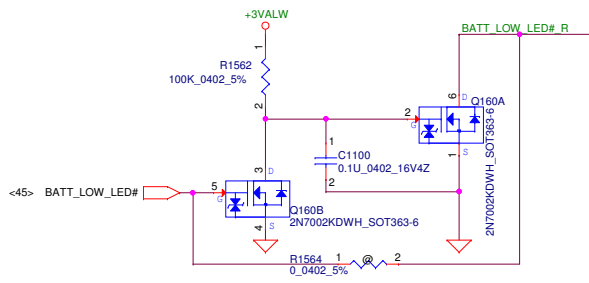 +3VALW
BATT_LOW_LED#_R
1
R1562
100K_0402_5%
2
6
D
Q160A
2
G
S
1
2N7002KDWH_SOT363-6
1
C1100
0.1U_0402_16V4Z
2
3
D
<45> BATT_LOW_LED#
5
G
S
4
Q160B
2N7002KDWH_SOT363-6
R1564
0_0402_5%
1
@
2